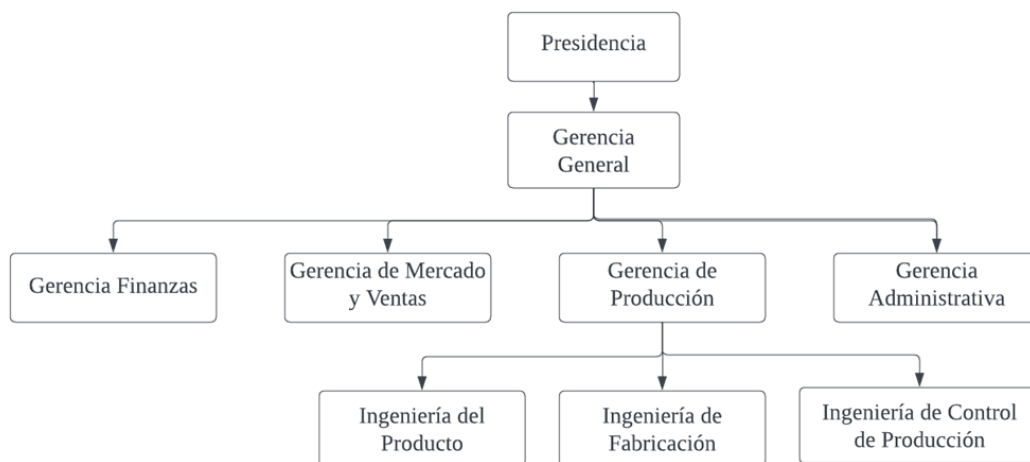 Presidencia
Gerencia
General
Gerencia Finanzas
Gerencia de Mercado
y Ventas
Gerencia de
Producción
Gerencia
Administrativa
Ingeniería del
Producto
Ingeniería de
Fabricación
Ingeniería de Control
de Producción